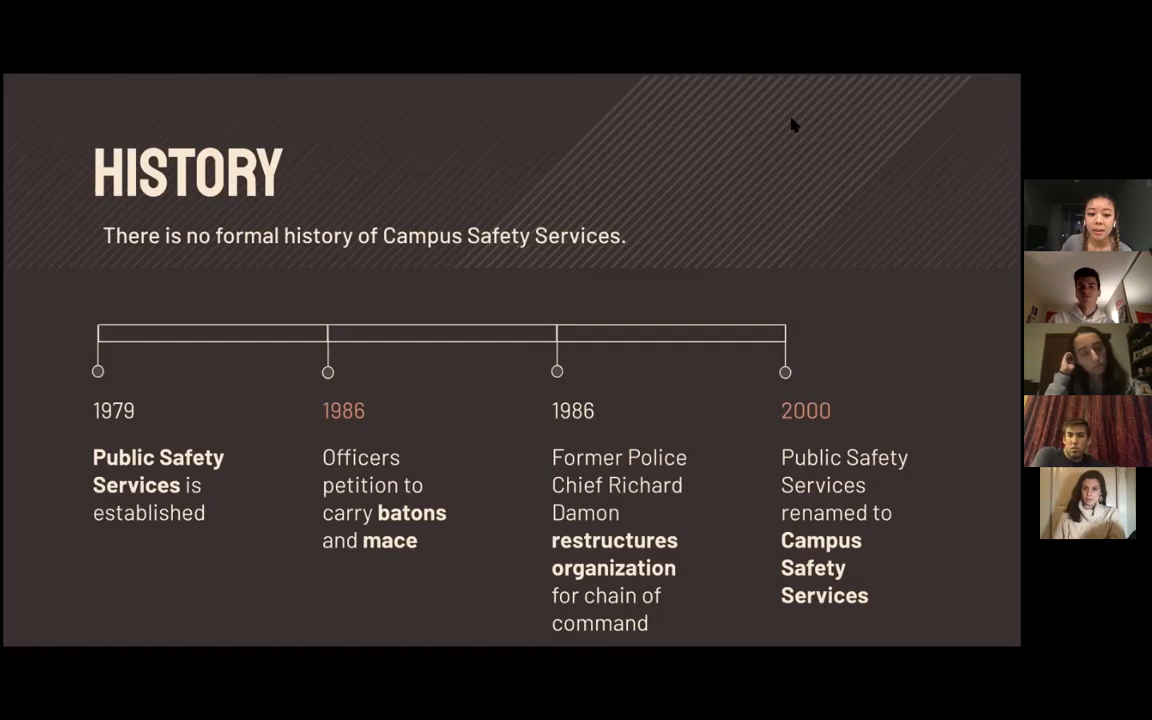 HISTORY
There is no formal history of Campus Safety Services.
1979
Public Safety
Services is
established
1986
Officers
petition to
carry batons
and mace
1986
Former Police
Chief Richard
Damon
restructures
organization
for chain of
command
2000
Public Safety
Services
renamed to
Campus
Safety
Services